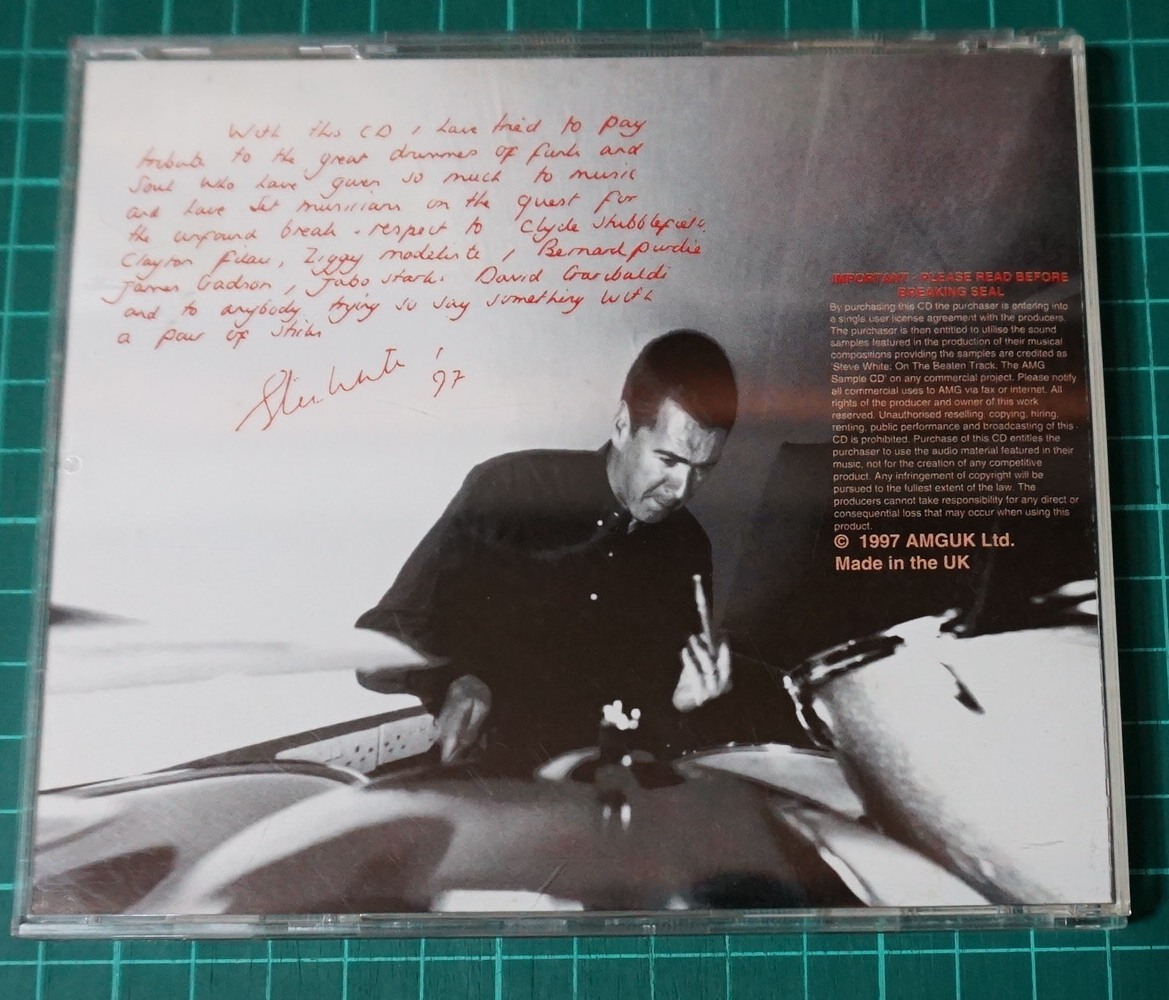 With this CD I have tried to pay
tribute to the great drummers of funk and
Soul who have given so much to music
and have set musicians on the quest for
the unfound break. respect to Clyde Stubblefield.
Clayton Filau, Ziggy Modeliste, Bernard Purdie
James Gadson, Jabo Starks. David Garibaldi
and to anybody trying so say something with
a pair of sticks
Steve White '97
IMPORTANT - PLEASE READ BEFORE
BREAKING SEAL
By purchasing this CD the purchaser is entering into
a single user license agreement with the producers.
The purchaser is then entitled to utilise the sound
samples featured in the production of their musical
compositions providing the samples are credited as
'Steve White: On The Beaten Track, The AMG
Sample CD' on any commercial project. Please notify
all commercial uses to AMG via fax or internet. All
rights of the producer and owner of this work
reserved. Unauthorised reselling, copying, hiring,
renting, public performance and broadcasting of this
CD is prohibited. Purchase of this CD entitles the
purchaser to use the audio material featured in their
music, not for the creation of any competitive
product. Any infringement of copyright will be
pursued to the fullest extent of the law. The
producers cannot take responsibility for any direct or
consequential loss that may occur when using this
product.
© 1997 AMGUK Ltd.
Made in the UK